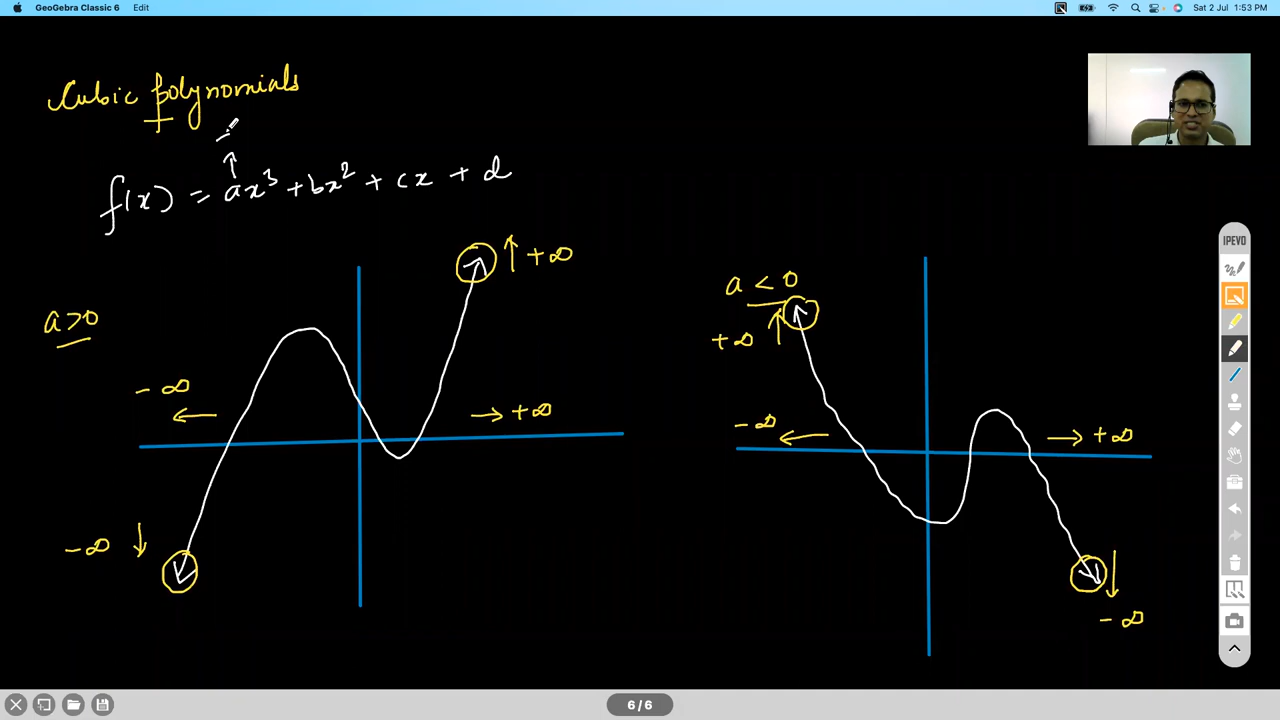 GeoGebra Classic 6 Edit
Sat 2 Jul 1:53 PM
Cubic polynomials
f(x) = ax³ + bx² + cx + d
IPEVO
↑ +∞
a > 0
a < 0
+∞ ↑
- ∞
←
→ +∞
- ∞
←
→ +∞
- ∞ ↓
↓
- ∞
6 / 6